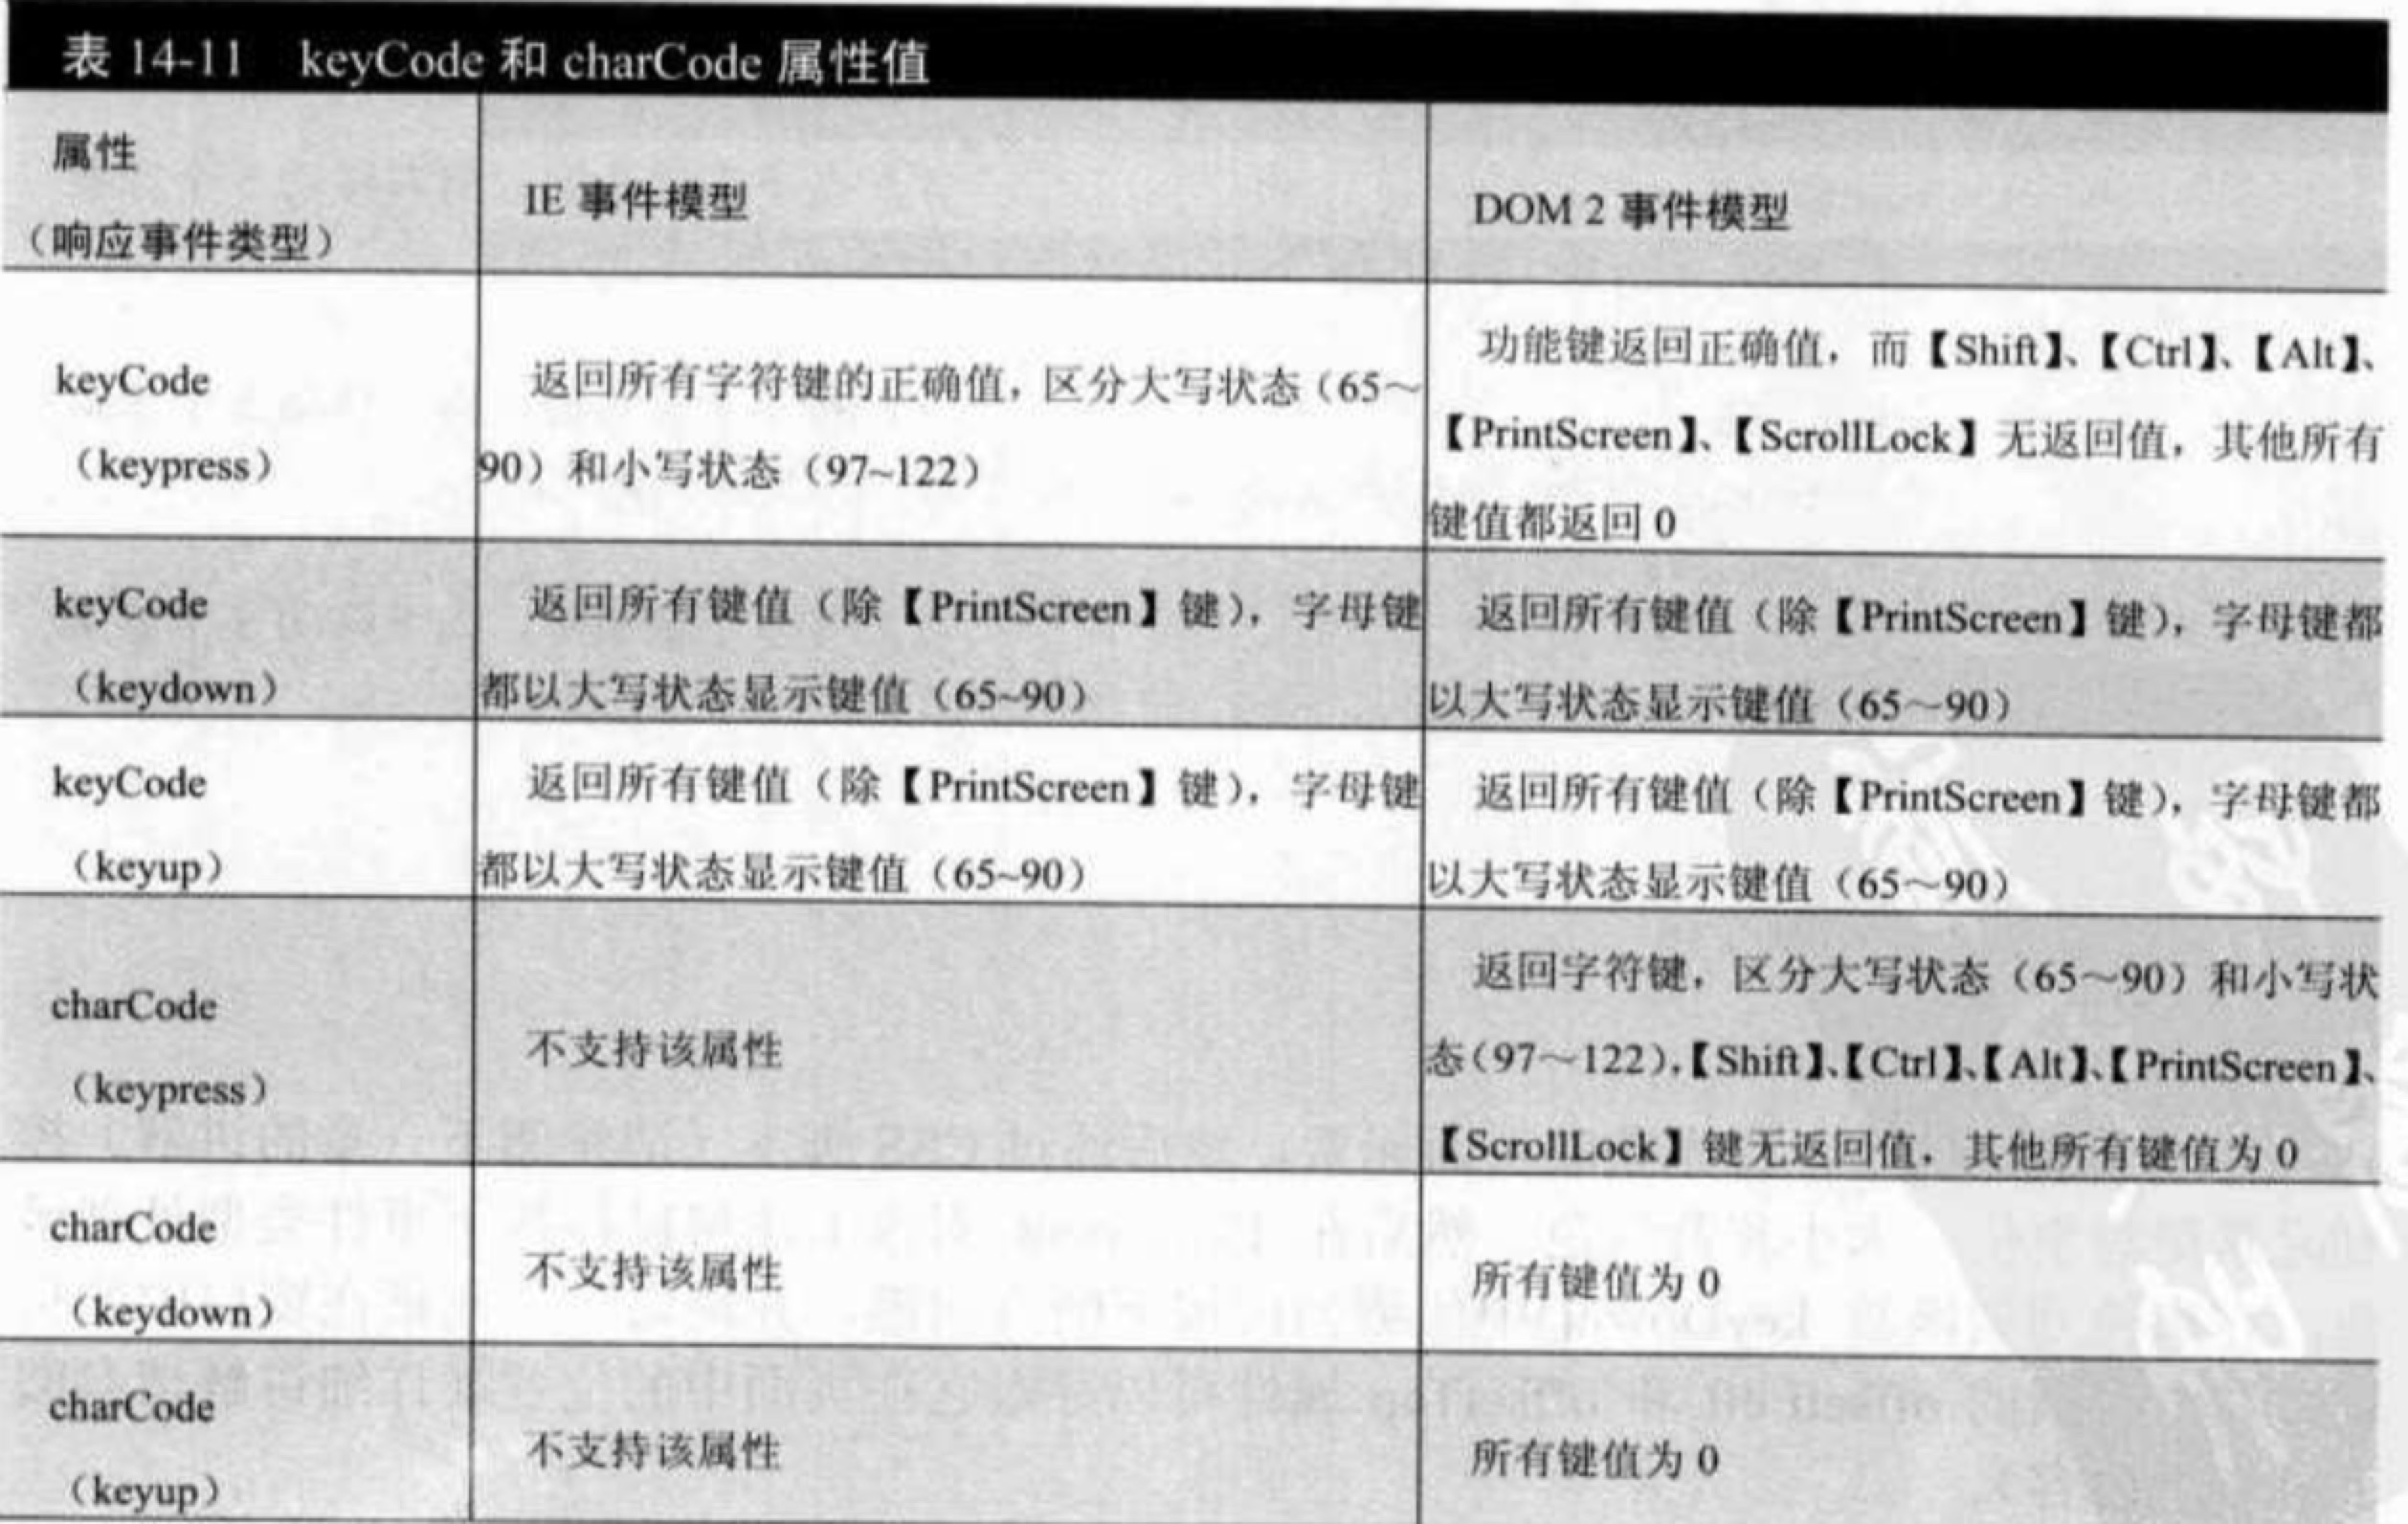 表 14-11 keyCode 和 charCode 属性值
属性
（响应事件类型）
IE 事件模型
DOM 2 事件模型
keyCode
（keypress）
返回所有字符键的正确值，区分大写状态（65～
90）和小写状态（97~122）
功能键返回正确值，而【Shift】、【Ctrl】、【Alt】、
【PrintScreen】、【ScrollLock】无返回值，其他所有
键值都返回 0
keyCode
（keydown）
返回所有键值（除【PrintScreen】键），字母键
都以大写状态显示键值（65~90）
返回所有键值（除【PrintScreen】键），字母键都
以大写状态显示键值（65～90）
keyCode
（keyup）
返回所有键值（除【PrintScreen】键），字母键
都以大写状态显示键值（65~90）
返回所有键值（除【PrintScreen】键），字母键都
以大写状态显示键值（65～90）
charCode
（keypress）
不支持该属性
返回字符键，区分大写状态（65～90）和小写状
态（97～122），【Shift】、【Ctrl】、【Alt】、【PrintScreen】、
【ScrollLock】键无返回值，其他所有键值为 0
charCode
（keydown）
不支持该属性
所有键值为 0
charCode
（keyup）
不支持该属性
所有键值为 0